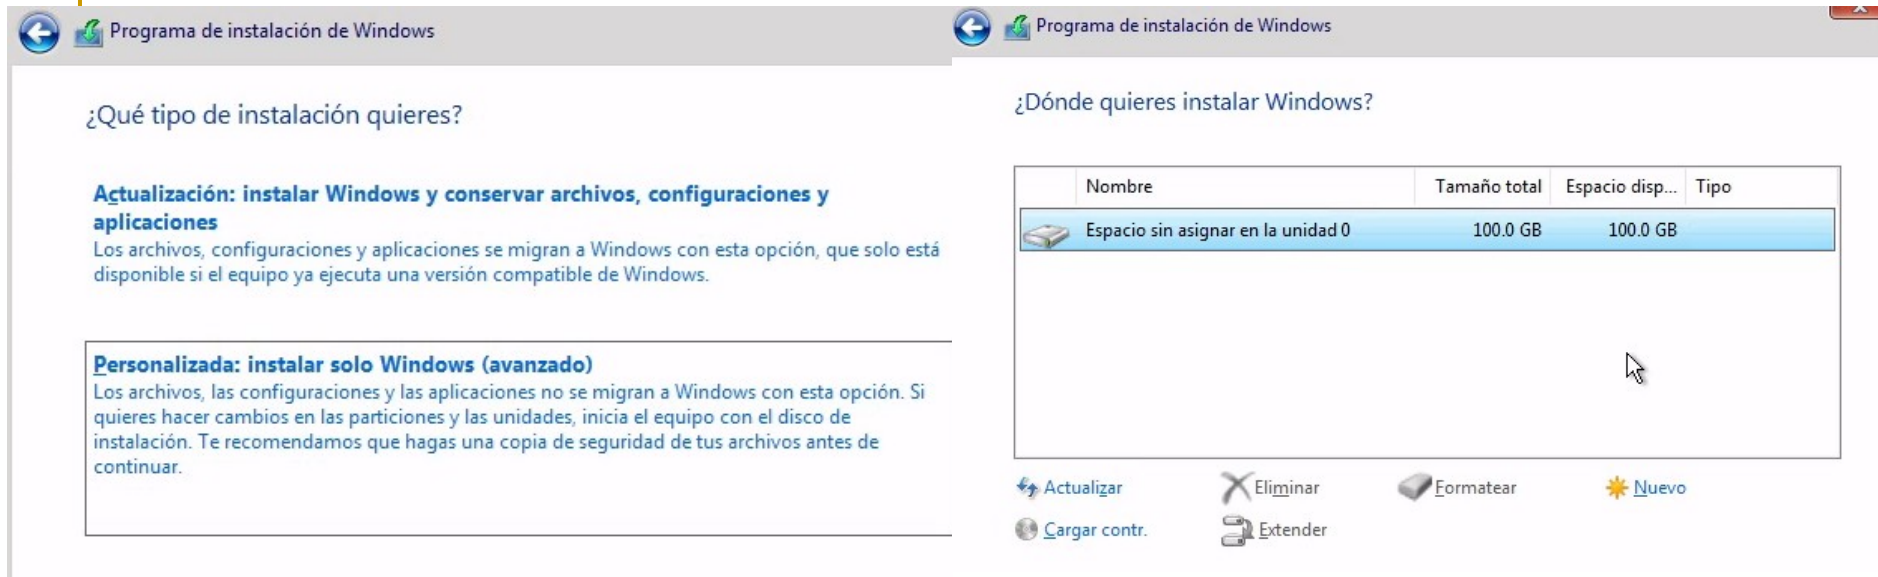 Programa de instalación de Windows
¿Qué tipo de instalación quieres?
Actualización: instalar Windows y conservar archivos, configuraciones y
aplicaciones
Los archivos, configuraciones y aplicaciones se migran a Windows con esta opción, que solo está
disponible si el equipo ya ejecuta una versión compatible de Windows.
Personalizada: instalar solo Windows (avanzado)
Los archivos, las configuraciones y las aplicaciones no se migran a Windows con esta opción. Si
quieres hacer cambios en las particiones y las unidades, inicia el equipo con el disco de
instalación. Te recomendamos que hagas una copia de seguridad de tus archivos antes de
continuar.
Programa de instalación de Windows
¿Dónde quieres instalar Windows?
Nombre Tamaño total Espacio disp... Tipo
Espacio sin asignar en la unidad 0 100.0 GB 100.0 GB
Actualizar Eliminar Formatear Nuevo
Cargar contr. Extender